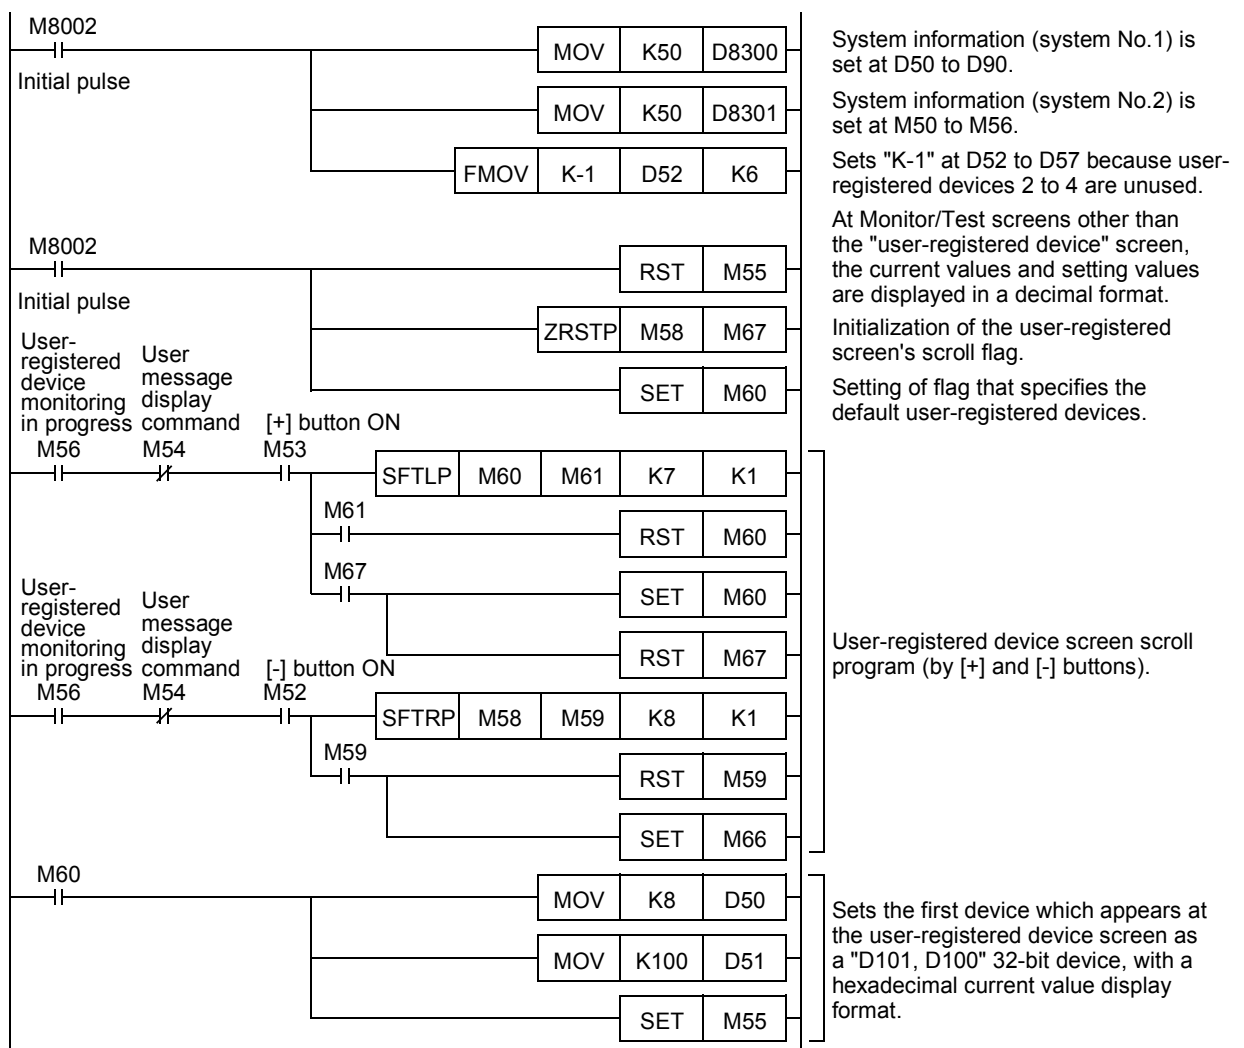 M8002
MOV K50 D8300
System information (system No.1) is
set at D50 to D90.
Initial pulse
MOV K50 D8301
System information (system No.2) is
set at M50 to M56.
FMOV K-1 D52 K6
Sets "K-1" at D52 to D57 because user-
registered devices 2 to 4 are unused.
M8002
RST M55
At Monitor/Test screens other than
the "user-registered device" screen,
the current values and setting values
are displayed in a decimal format.
Initial pulse
ZRSTP M58 M67
Initialization of the user-registered
screen's scroll flag.
SET M60
Setting of flag that specifies the
default user-registered devices.
User-
registered
device
monitoring
in progress
User
message
display
command
[+] button ON
M56 M54 M53
SFTLP M60 M61 K7 K1
M61
RST M60
M67
SET M60
RST M67
User-registered device screen scroll
program (by [+] and [-] buttons).
User-
registered
device
monitoring
in progress
User
message
display
command
[-] button ON
M56 M54 M52
SFTRP M58 M59 K8 K1
M59
RST M59
SET M66
M60
MOV K8 D50
MOV K100 D51
SET M55
Sets the first device which appears at
the user-registered device screen as
a "D101, D100" 32-bit device, with a
hexadecimal current value display
format.